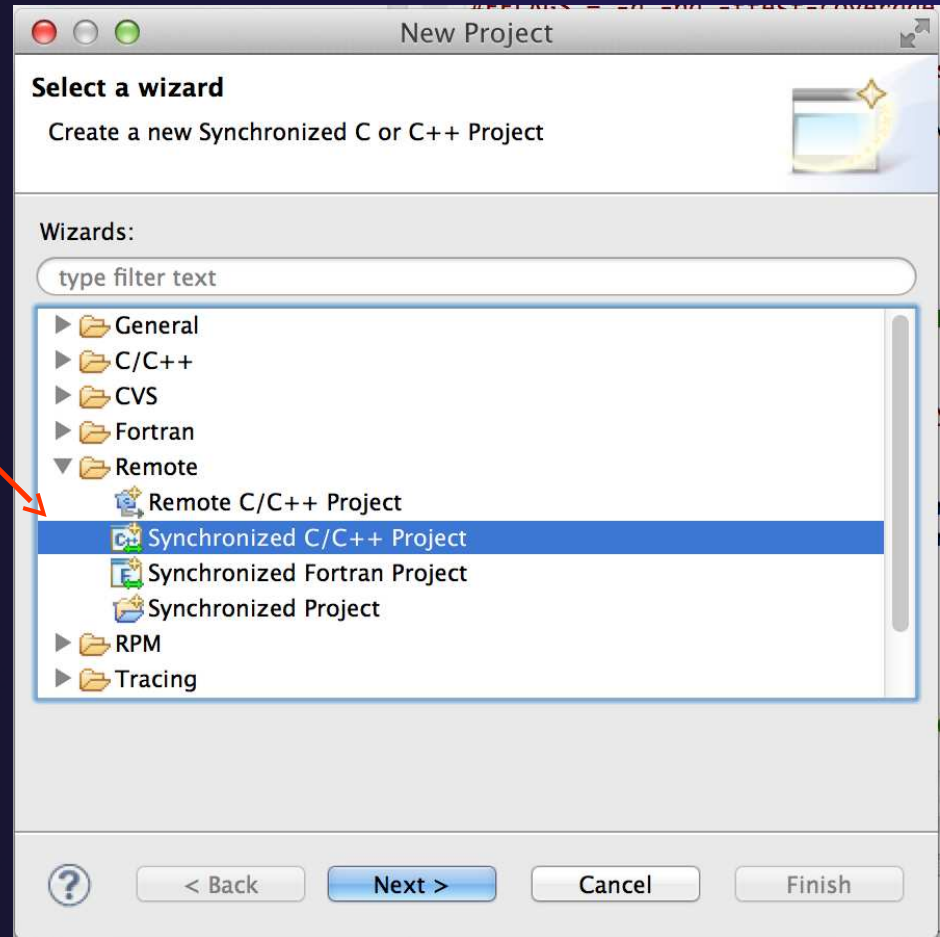 New Project
Select a wizard
Create a new Synchronized C or C++ Project
Wizards:
type filter text
General
C/C++
CVS
Fortran
Remote
Remote C/C++ Project
Synchronized C/C++ Project
Synchronized Fortran Project
Synchronized Project
RPM
Tracing
? < Back Next > Cancel Finish